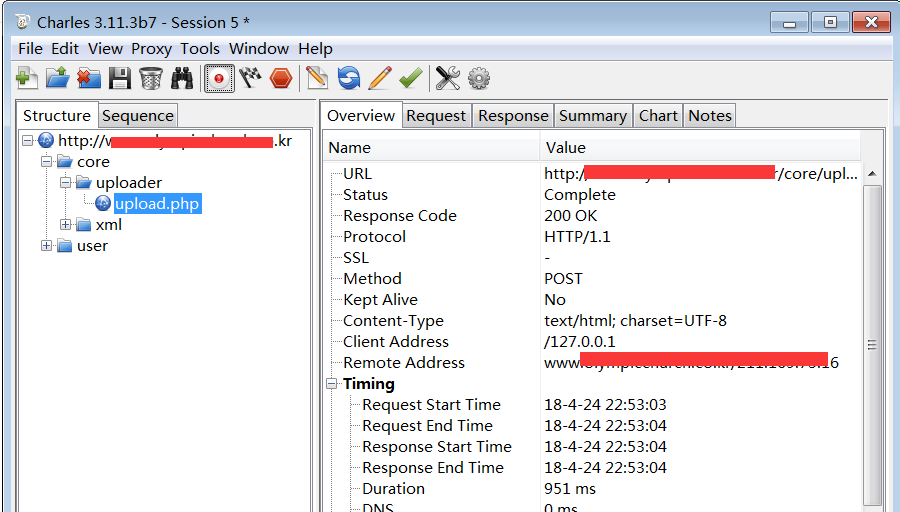 Charles 3.11.3b7 - Session 5 *
File Edit View Proxy Tools Window Help
Structure Sequence
http://w .kr
core
uploader
upload.php
xml
user
Overview Request Response Summary Chart Notes
Name Value
URL http:/ /core/upl...
Status Complete
Response Code 200 OK
Protocol HTTP/1.1
SSL -
Method POST
Kept Alive No
Content-Type text/html; charset=UTF-8
Client Address /127.0.0.1
Remote Address www. 16
Timing
Request Start Time 18-4-24 22:53:03
Request End Time 18-4-24 22:53:04
Response Start Time 18-4-24 22:53:04
Response End Time 18-4-24 22:53:04
Duration 951 ms
DNS 0 ms